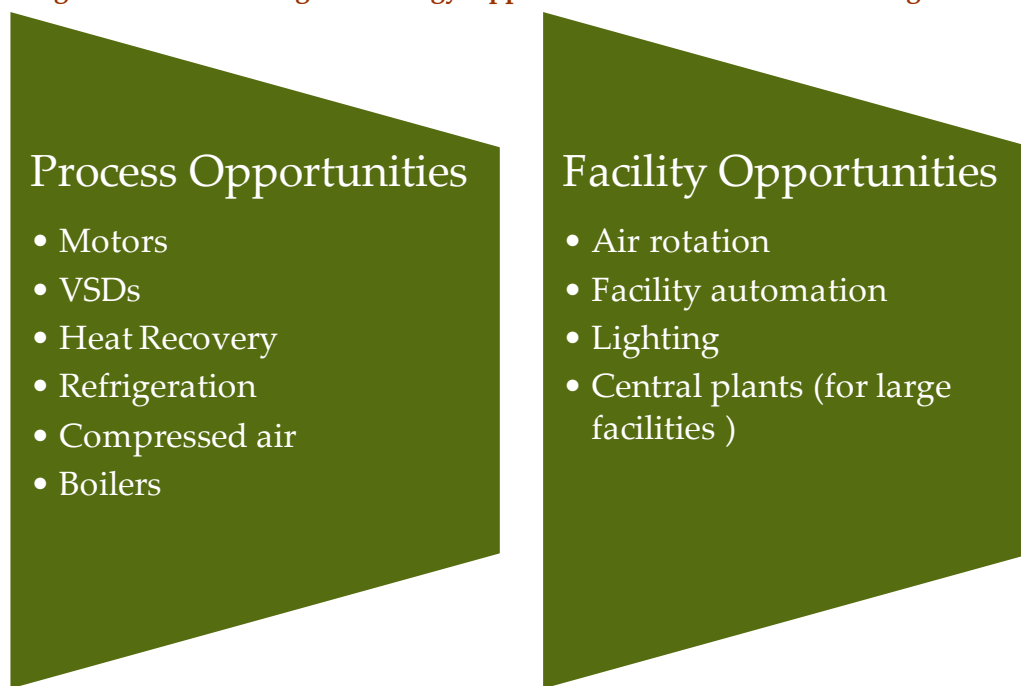 Process Opportunities
• Motors
• VSDs
• Heat Recovery
• Refrigeration
• Compressed air
• Boilers
Facility Opportunities
• Air rotation
• Facility automation
• Lighting
• Central plants (for large
facilities )